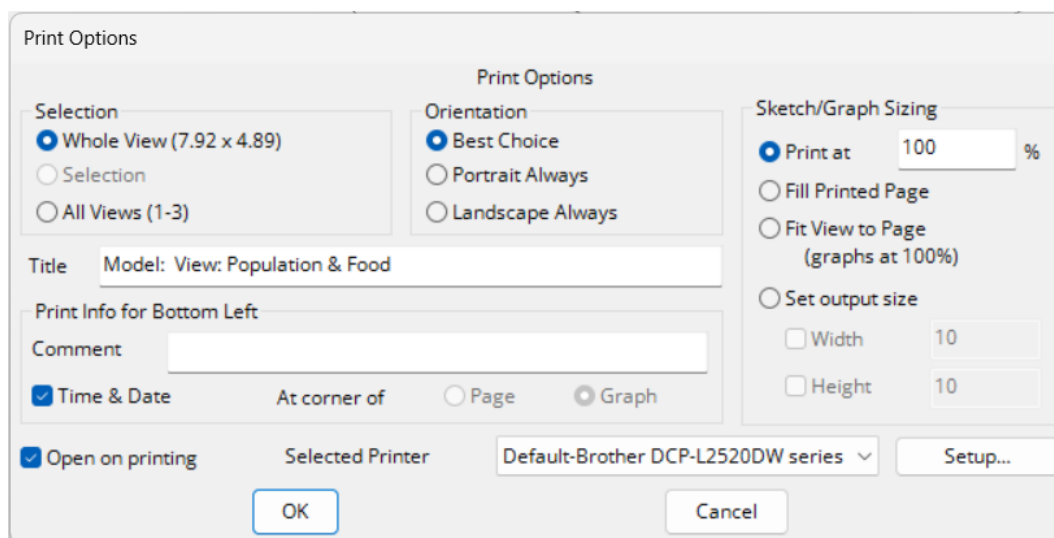 Print Options
Print Options
Selection
Whole View (7.92 x 4.89)
Selection
All Views (1-3)
Orientation
Best Choice
Portrait Always
Landscape Always
Sketch/Graph Sizing
Print at 100 %
Fill Printed Page
Fit View to Page
(graphs at 100%)
Set output size
Width 10
Height 10
Title Model: View: Population & Food
Print Info for Bottom Left
Comment
Time & Date At corner of Page Graph
Open on printing Selected Printer Default-Brother DCP-L2520DW series Setup...
OK Cancel